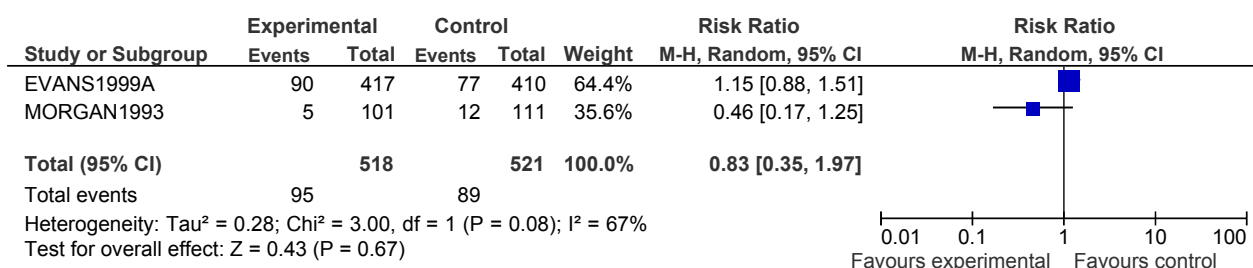 Experimental Control Risk Ratio Risk Ratio
Study or Subgroup Events Total Events Total Weight M-H, Random, 95% CI M-H, Random, 95% CI
EVANS1999A 90 417 77 410 64.4% 1.15 [0.88, 1.51]
MORGAN1993 5 101 12 111 35.6% 0.46 [0.17, 1.25]
Total (95% CI) 518 521 100.0% 0.83 [0.35, 1.97]
Total events 95 89
Heterogeneity: Tau² = 0.28; Chi² = 3.00, df = 1 (P = 0.08); I² = 67%
Test for overall effect: Z = 0.43 (P = 0.67)
0.01 0.1 1 10 100
Favours experimental Favours control